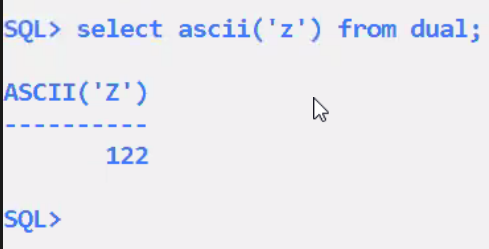 SQL> select ascii('z') from dual;
ASCII('Z')
----------
122
SQL>